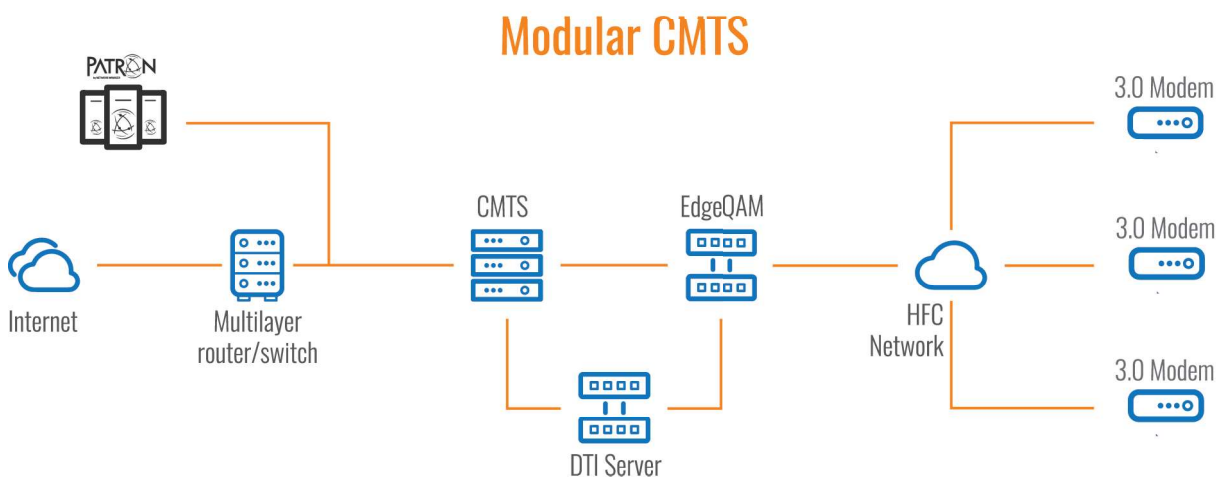 Modular CMTS
PATRON
3.0 Modem
CMTS
EdgeQAM
3.0 Modem
Internet
Multilayer
router/switch
HFC
Network
3.0 Modem
DTI Server